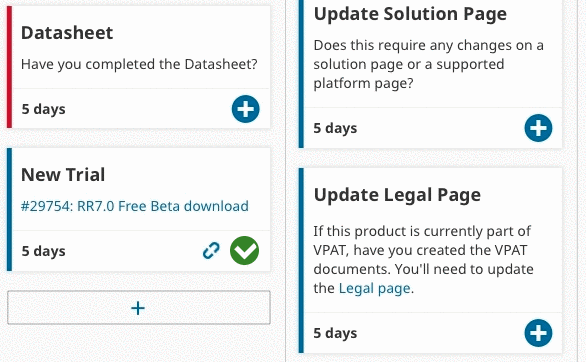 Datasheet
Have you completed the Datasheet?
5 days
New Trial
#29754: RR7.0 Free Beta download
5 days
Update Solution Page
Does this require any changes on a
solution page or a supported
platform page?
5 days
Update Legal Page
If this product is currently part of
VPAT, have you created the VPAT
documents. You'll need to update
the Legal page.
5 days